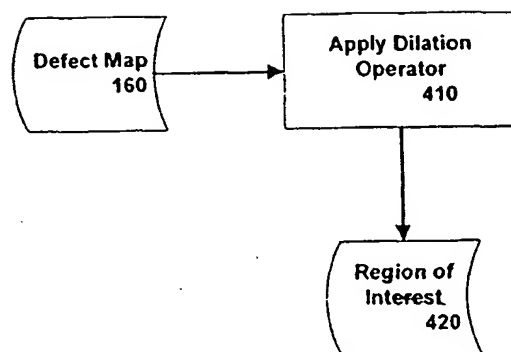 Defect Map
160
Apply Dilation
Operator
410
Region of
Interest
420